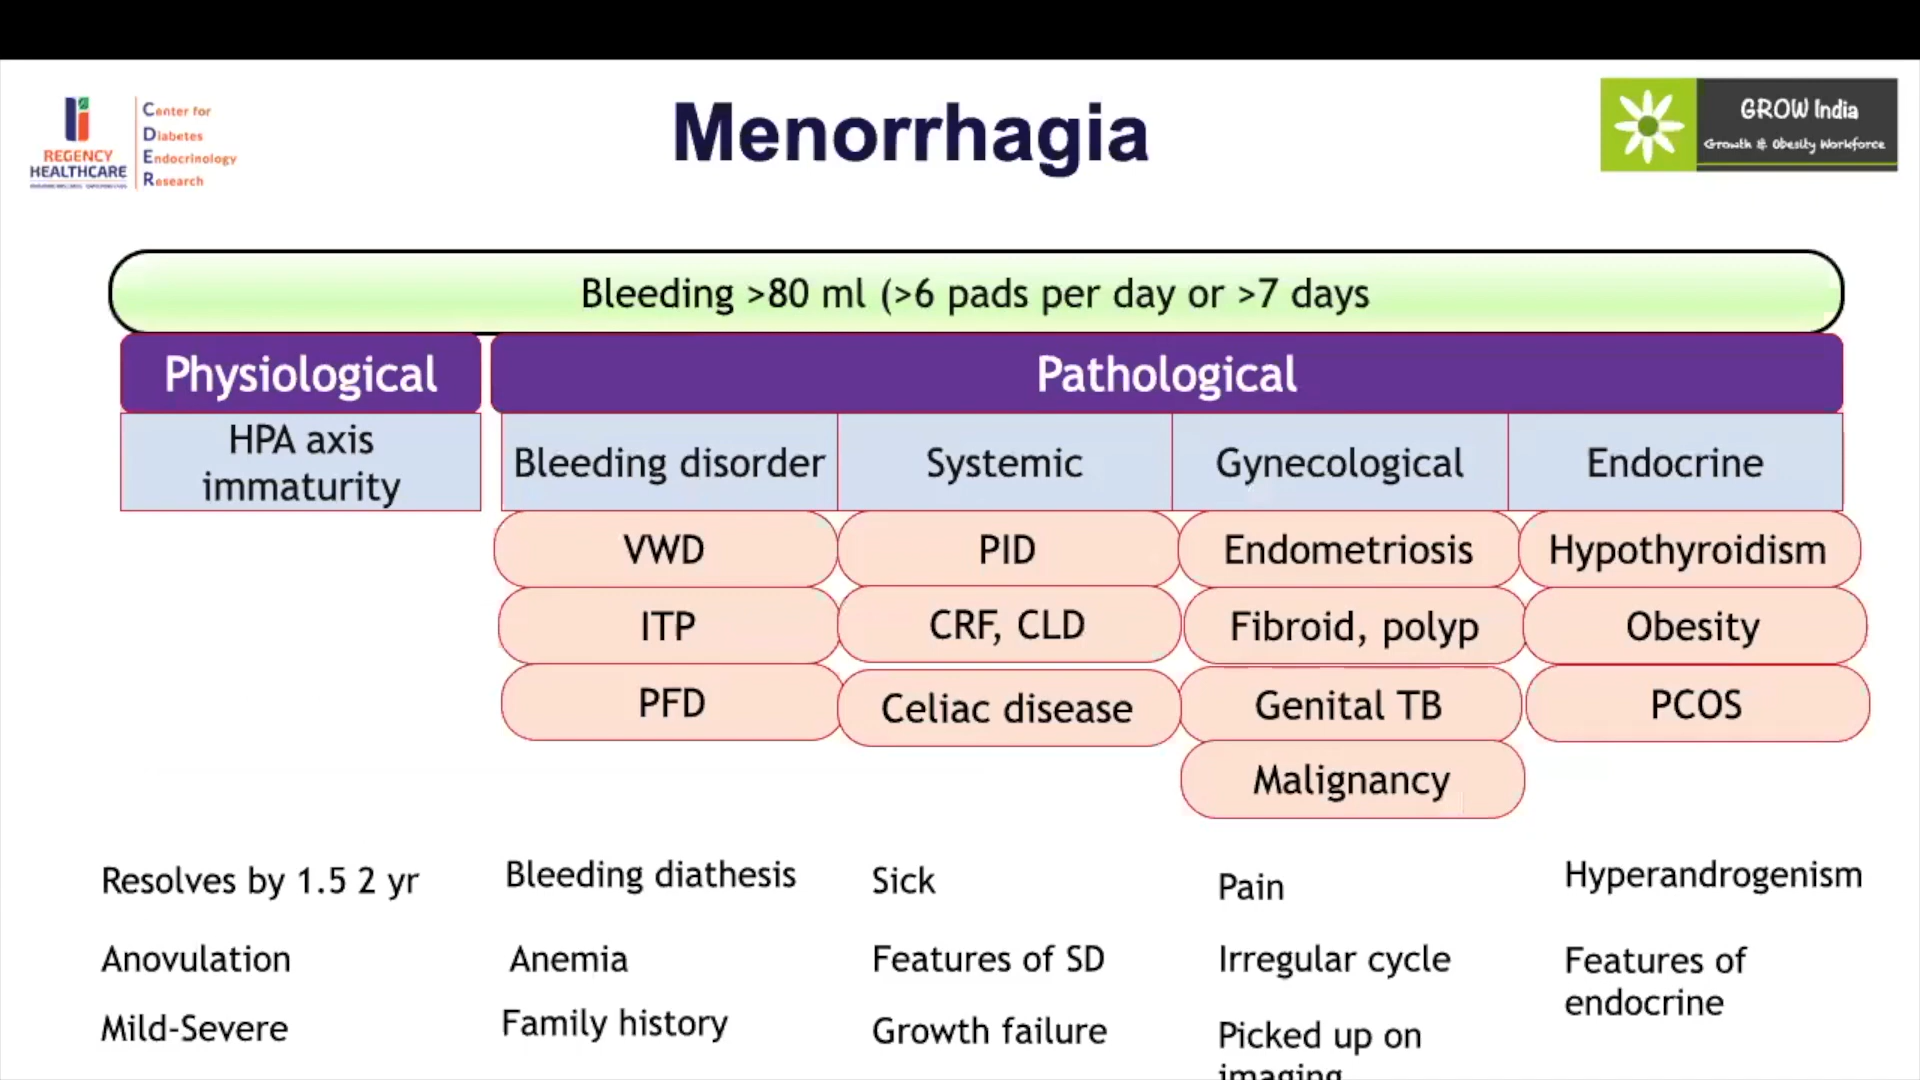 REGENCY
HEALTHCARE
Center for
Diabetes
Endocrinology
Research
Menorrhagia
GROW India
Growth & Obesity Workforce
Bleeding >80 ml (>6 pads per day or >7 days
Physiological
Pathological
HPA axis
immaturity
Bleeding disorder
Systemic
Gynecological
Endocrine
VWD
PID
Endometriosis
Hypothyroidism
ITP
CRF, CLD
Fibroid, polyp
Obesity
PFD
Celiac disease
Genital TB
PCOS
Malignancy
Resolves by 1.5 2 yr
Bleeding diathesis
Sick
Pain
Hyperandrogenism
Anovulation
Anemia
Features of SD
Irregular cycle
Features of
endocrine
Mild-Severe
Family history
Growth failure
Picked up on
imaging